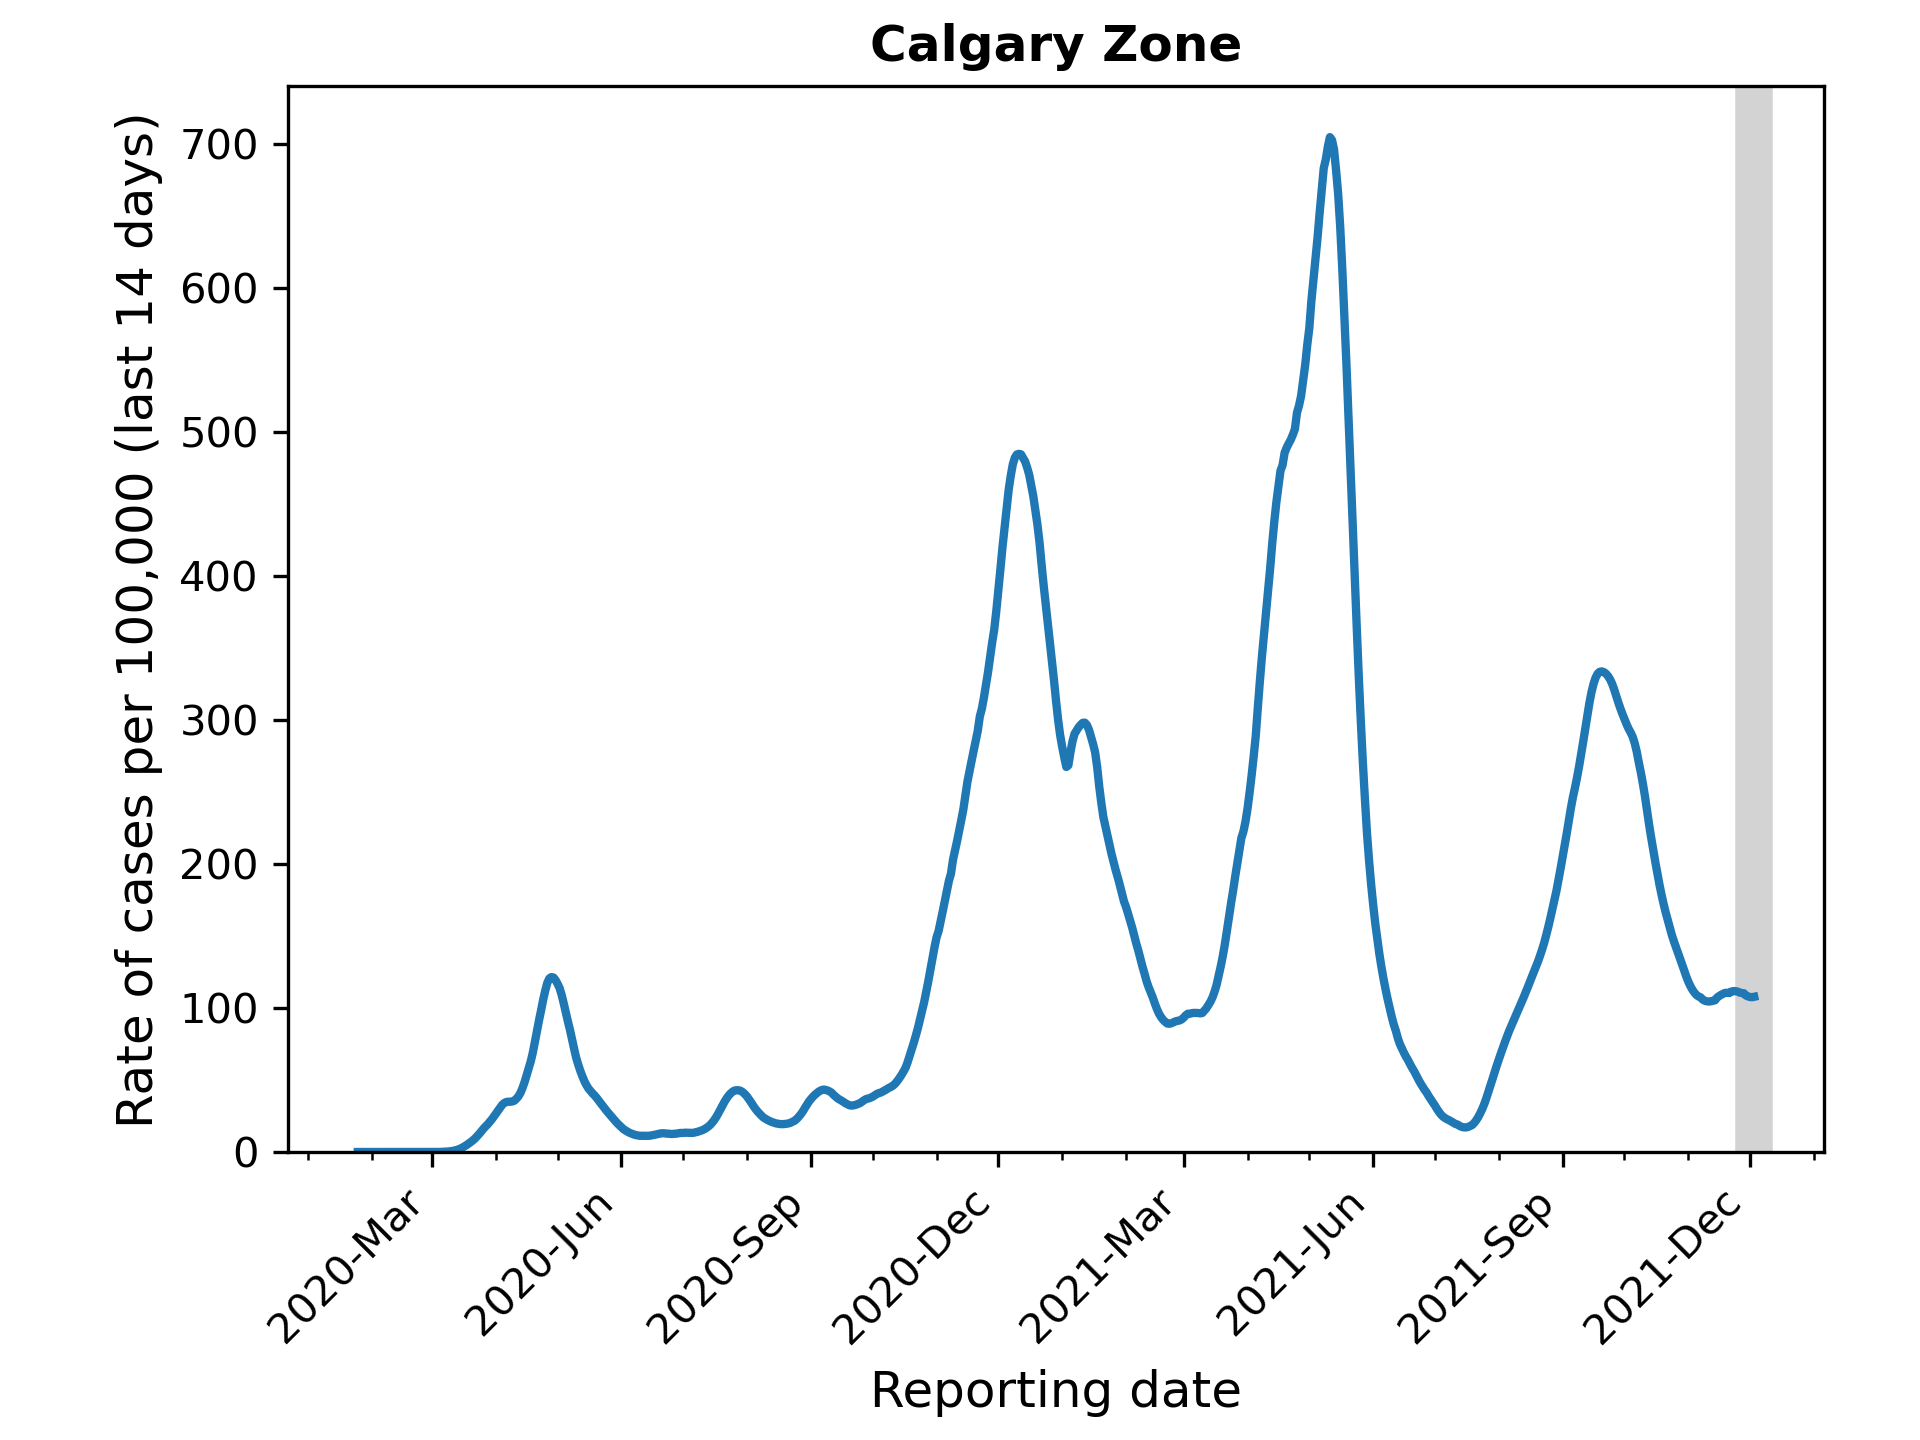 Calgary Zone
Rate of cases per 100,000 (last 14 days)
700
600
500
400
300
200
100
0
2020-Mar
2020-Jun
2020-Sep
2020-Dec
2021-Mar
2021-Jun
2021-Sep
2021-Dec
Reporting date